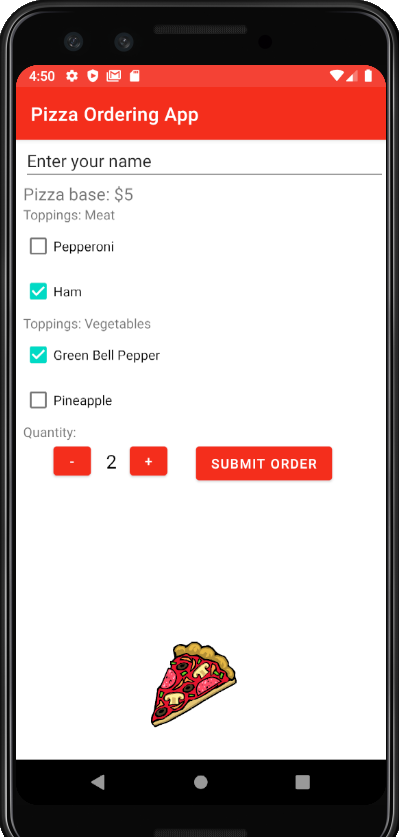 4:50
Pizza Ordering App
Enter your name
Pizza base: $5
Toppings: Meat
Pepperoni
Ham
Toppings: Vegetables
Green Bell Pepper
Pineapple
Quantity:
- 2 + SUBMIT ORDER